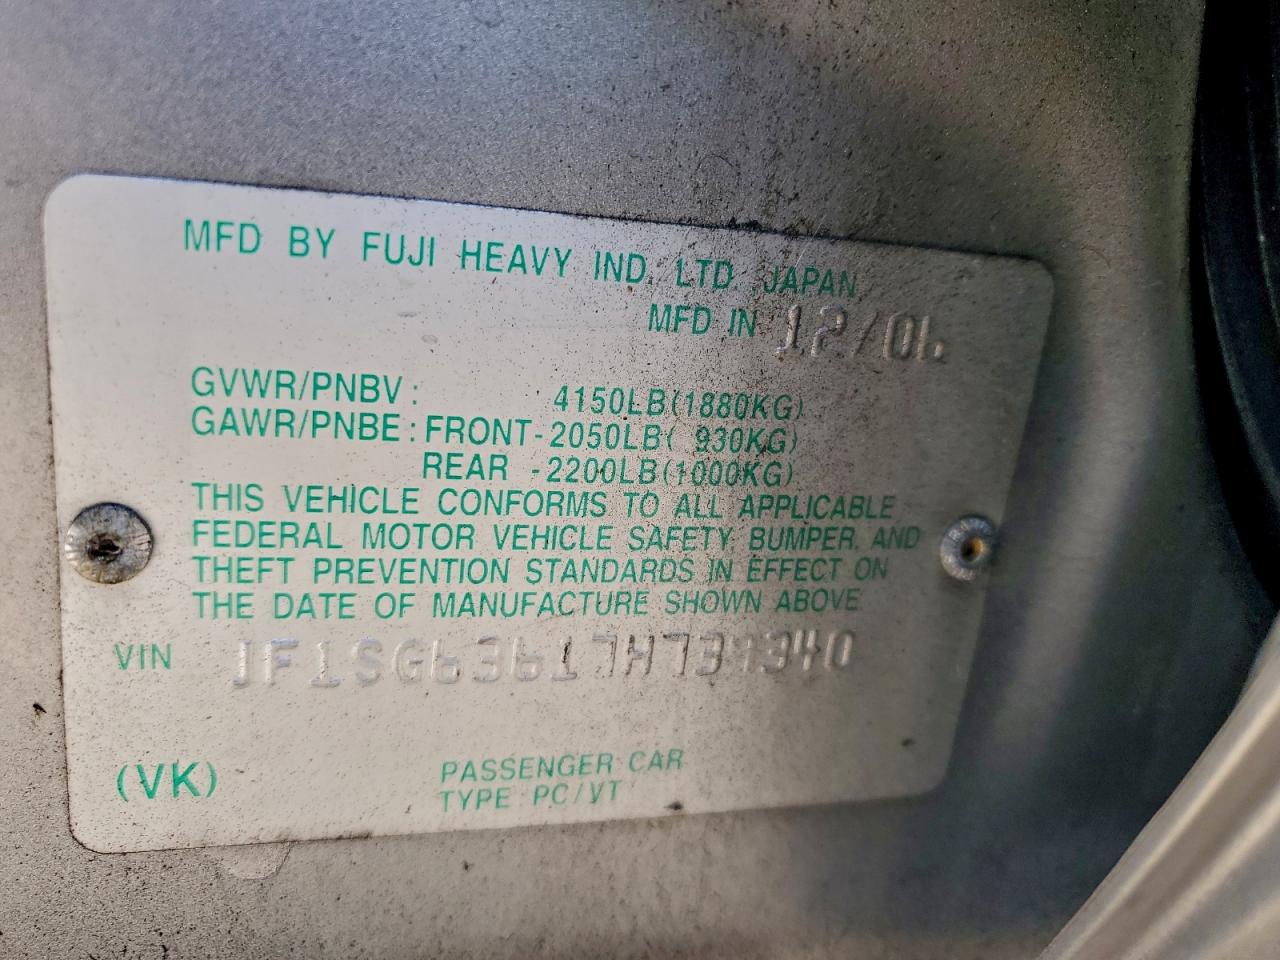 MFD BY FUJI HEAVY IND. LTD. JAPAN
MFD IN 12/06
GVWR/PNBV: 4150LB(1880KG)
GAWR/PNBE: FRONT-2050LB( 930KG)
REAR -2200LB(1000KG)
THIS VEHICLE CONFORMS TO ALL APPLICABLE
FEDERAL MOTOR VEHICLE SAFETY, BUMPER, AND
THEFT PREVENTION STANDARDS IN EFFECT ON
THE DATE OF MANUFACTURE SHOWN ABOVE
VIN JF1SG63617H739340
(VK) PASSENGER CAR
TYPE PC/VT